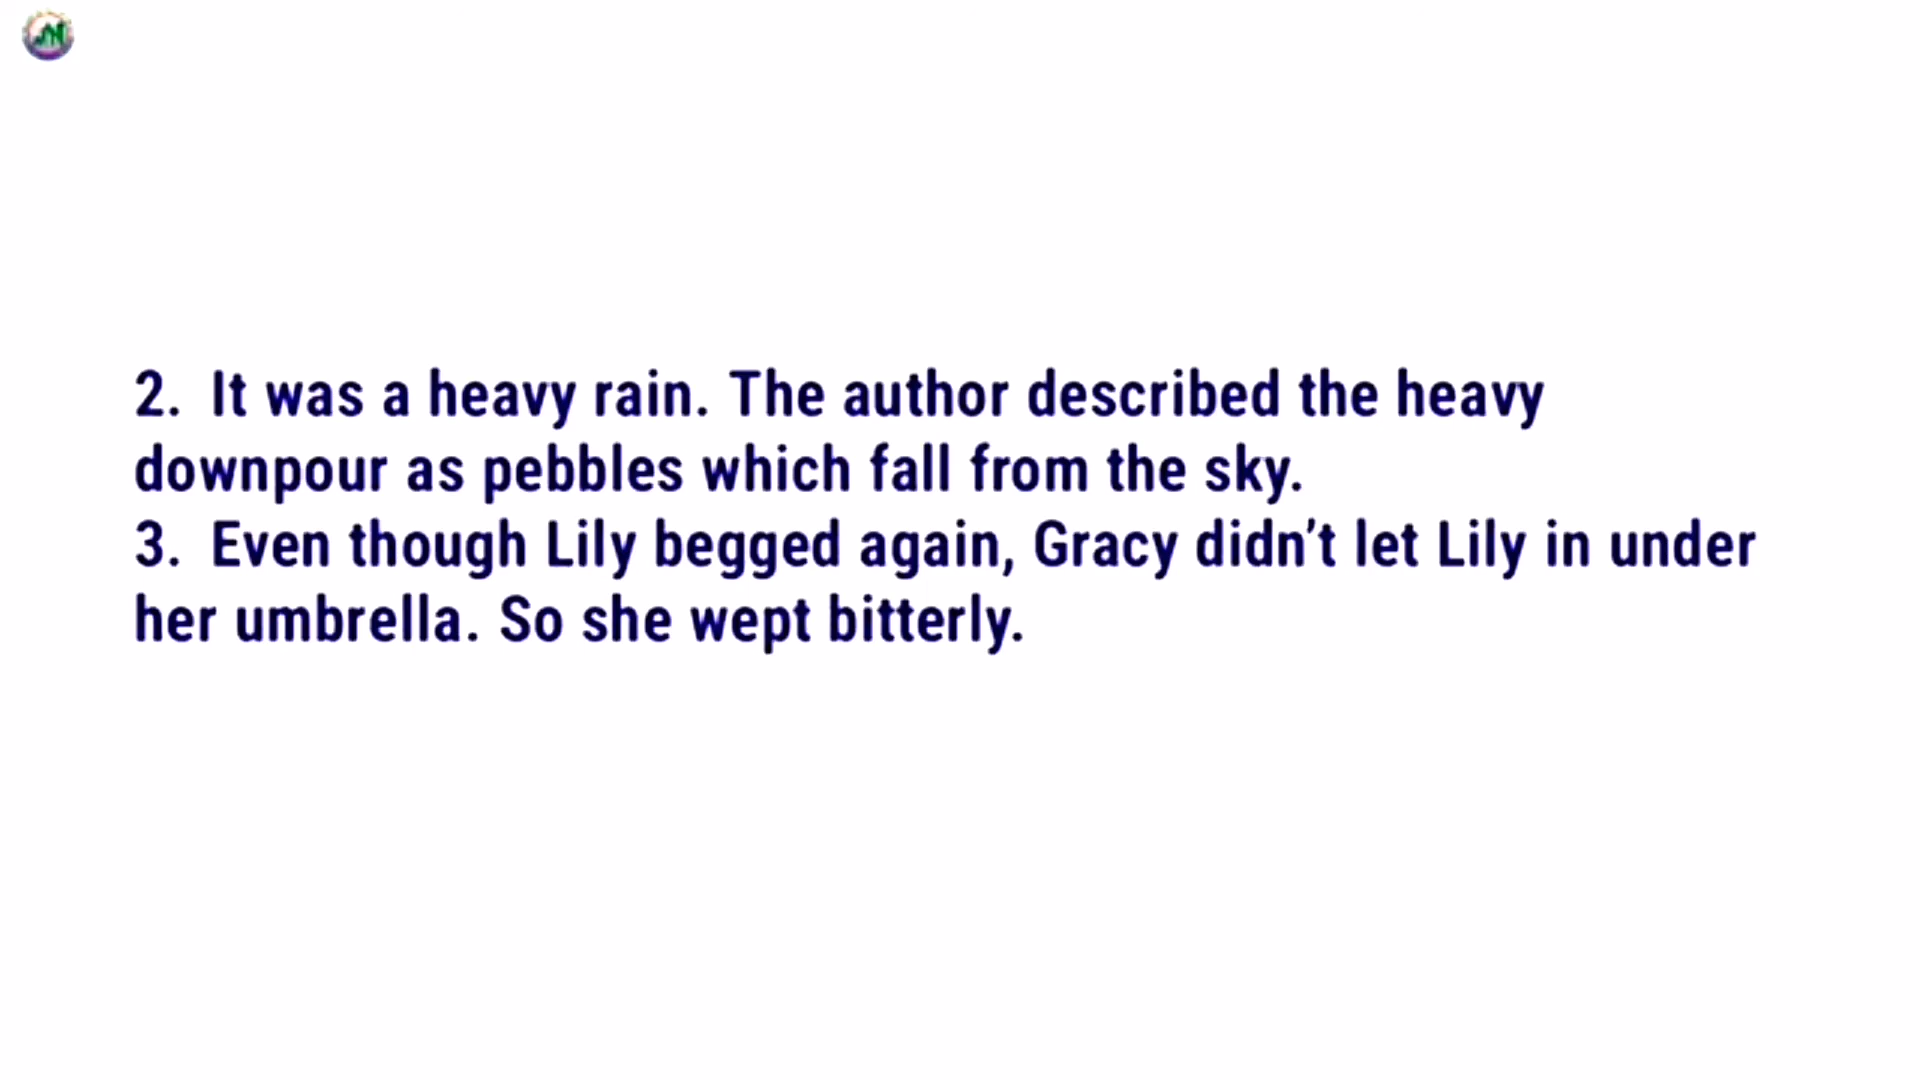 2. It was a heavy rain. The author described the heavy
downpour as pebbles which fall from the sky.
3. Even though Lily begged again, Gracy didn’t let Lily in under
her umbrella. So she wept bitterly.